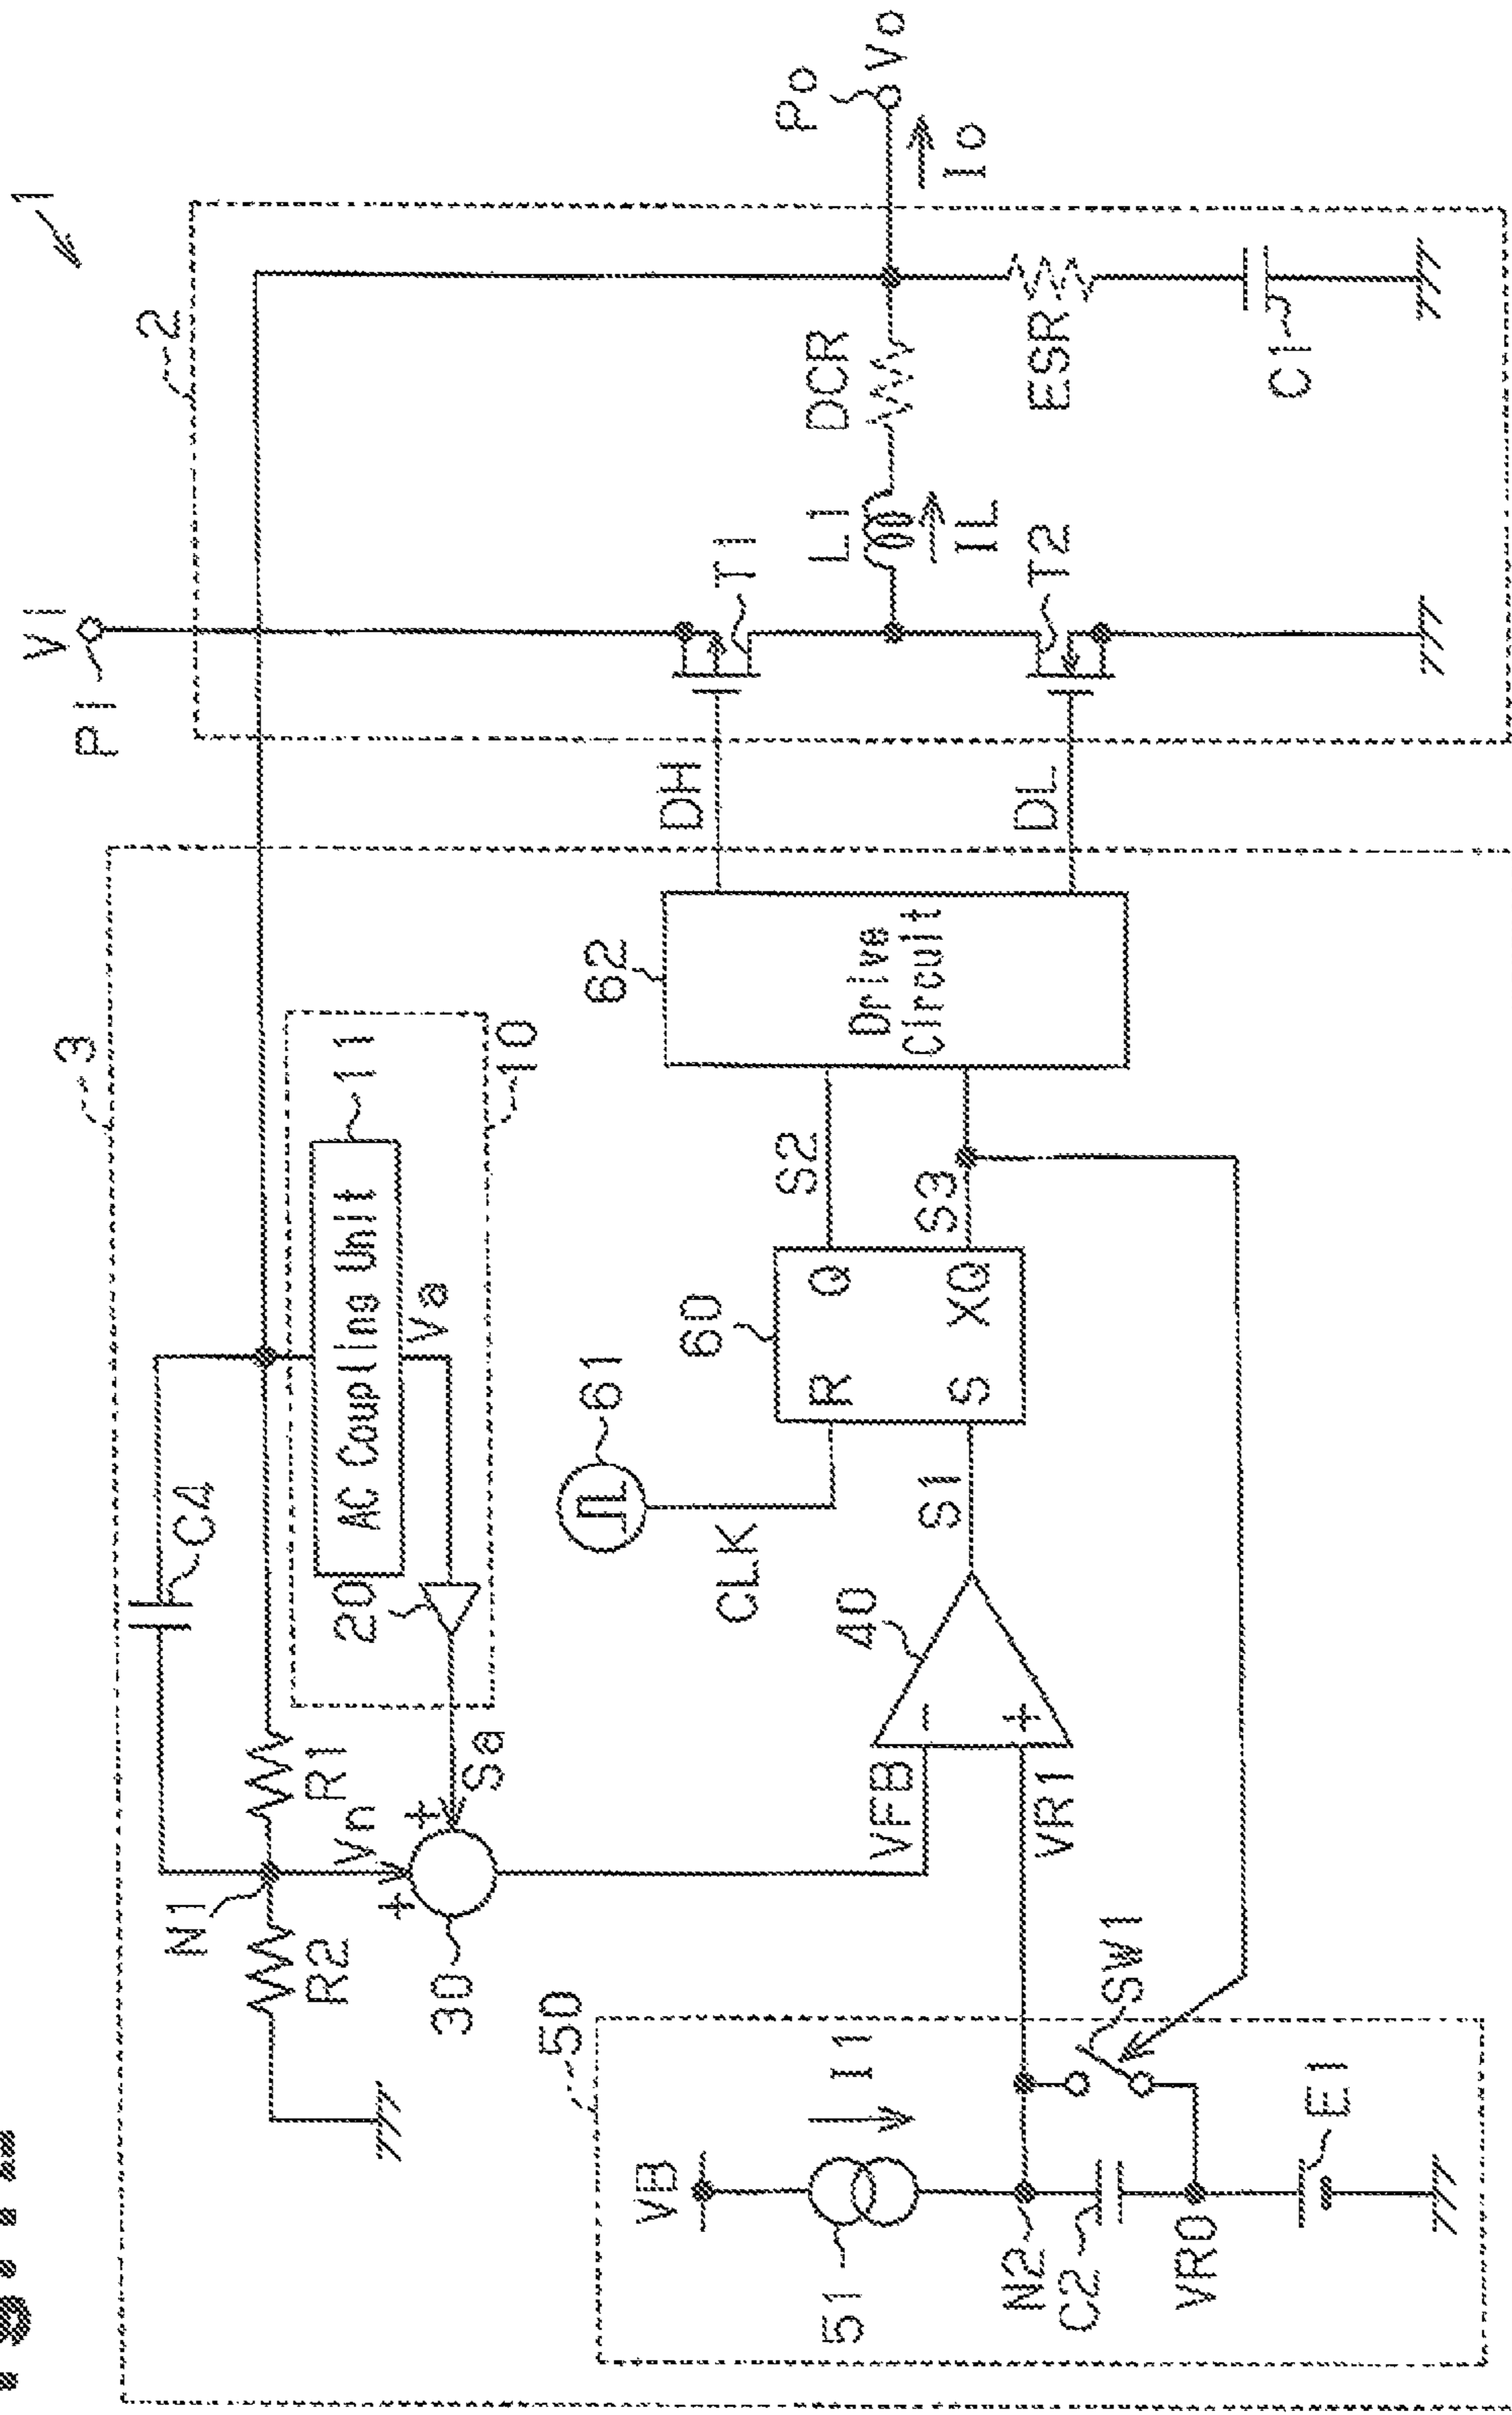 1
Vi
Pi
2
Po
Vo
Io
T1
L1
DCR
IL
T2
ESR
C1
3
DH
DL
62
Drive
Circuit
C4
11
AC Coupling Unit
10
20
Va
Sa
N1
R1
R2
Vn
+
+
30
61
CLK
60
R
Q
S
XQ
S2
S3
S1
40
-
+
VFB
VR1
50
VB
I1
51
N2
C2
SW1
VR0
E1